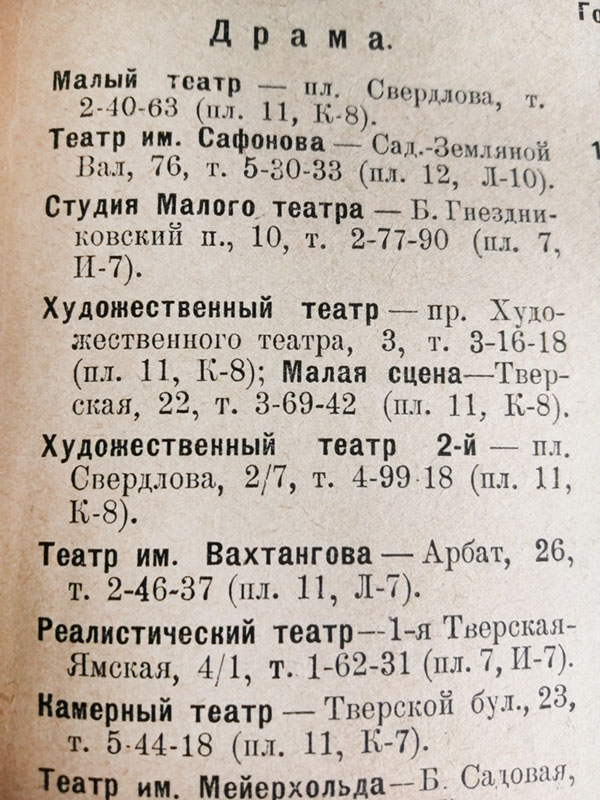 Го
Драма.
Малый театр — пл. Свердлова, т.
2-40-63 (пл. 11, К-8).
Театр им. Сафонова — Сад.-Земляной
Вал, 76, т. 5-30-33 (пл. 12, Л-10).
Студия Малого театра — Б. Гнездни-
ковский п., 10, т. 2-77-90 (пл. 7,
И-7).
Художественный театр — пр. Худо-
жественного театра, 3, т. 3-16-18
(пл. 11, К-8); Малая сцена—Твер-
ская, 22, т. 3-69-42 (пл. 11, К-8).
Художественный театр 2-й — пл.
Свердлова, 2/7, т. 4-99-18 (пл. 11,
К-8).
Театр им. Вахтангова — Арбат, 26,
т. 2-46-37 (пл. 11, Л-7).
Реалистический театр—1-я Тверская-
Ямская, 4/1, т. 1-62-31 (пл. 7, И-7).
Камерный театр — Тверской бул., 23,
т. 5-44-18 (пл. 11, К-7).
Театр им. Мейерхольда—Б. Садовая,